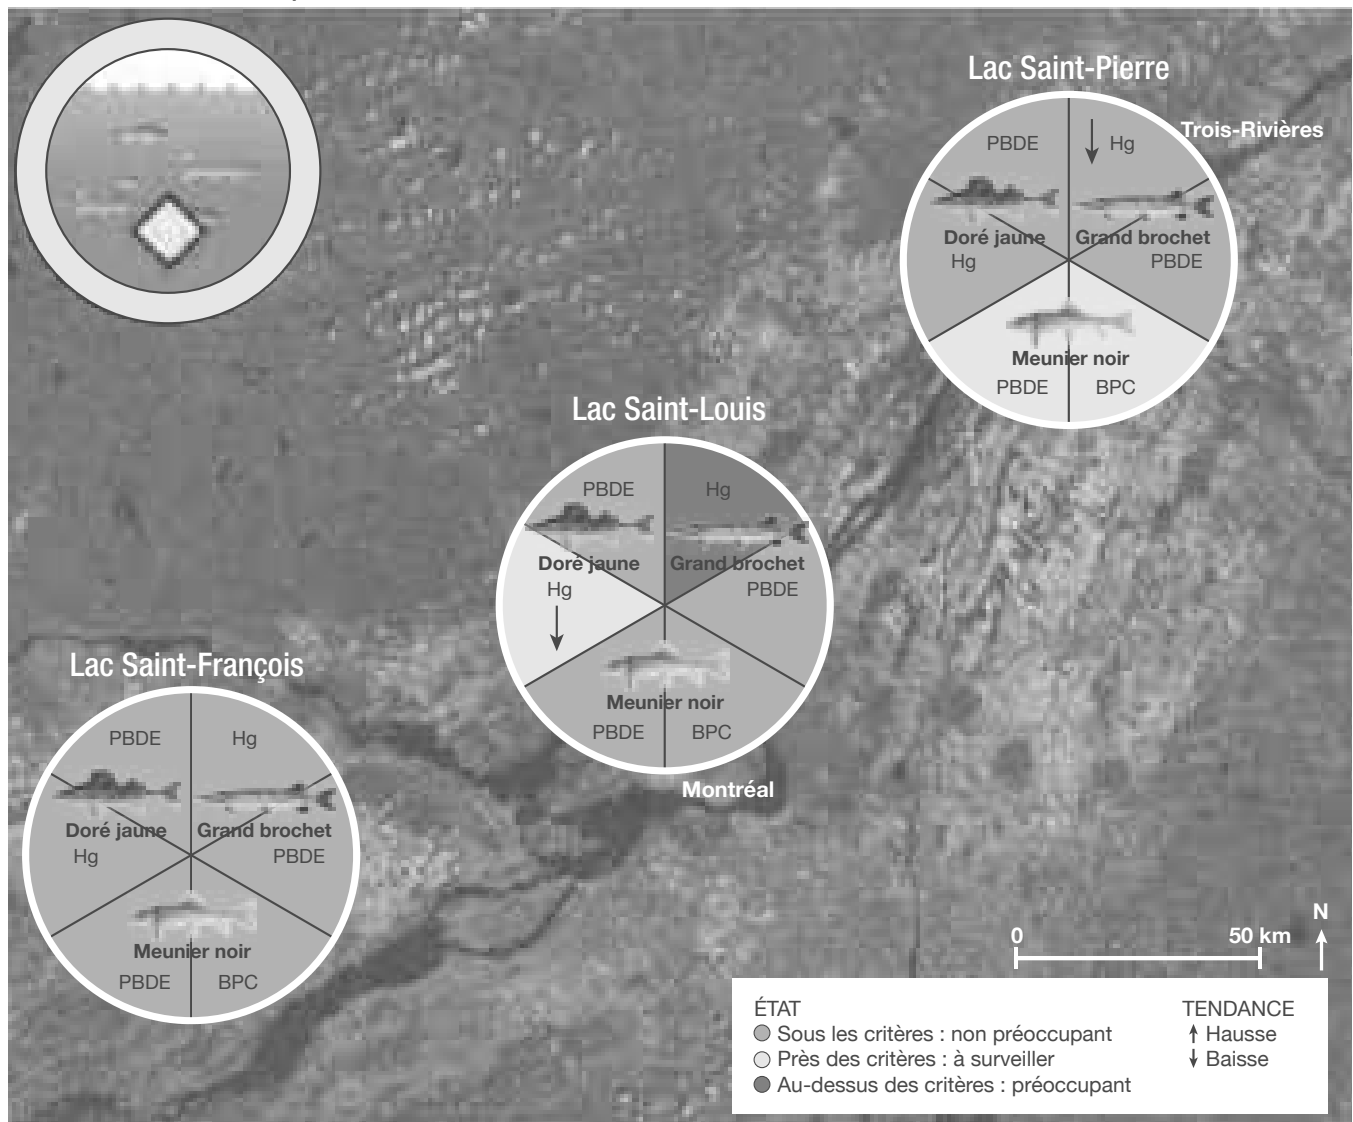 Lac Saint-Pierre
Trois-Rivières
PBDE
Hg
Doré jaune
Grand brochet
Hg
PBDE
Meunier noir
PBDE
BPC
Lac Saint-Louis
PBDE
Hg
Doré jaune
Grand brochet
Hg
PBDE
Meunier noir
PBDE
BPC
Montréal
Lac Saint-François
PBDE
Hg
Doré jaune
Grand brochet
Hg
PBDE
Meunier noir
PBDE
BPC
0
50 km
N
ÉTAT
Sous les critères : non préoccupant
Près des critères : à surveiller
Au-dessus des critères : préoccupant
TENDANCE
Hausse
Baisse